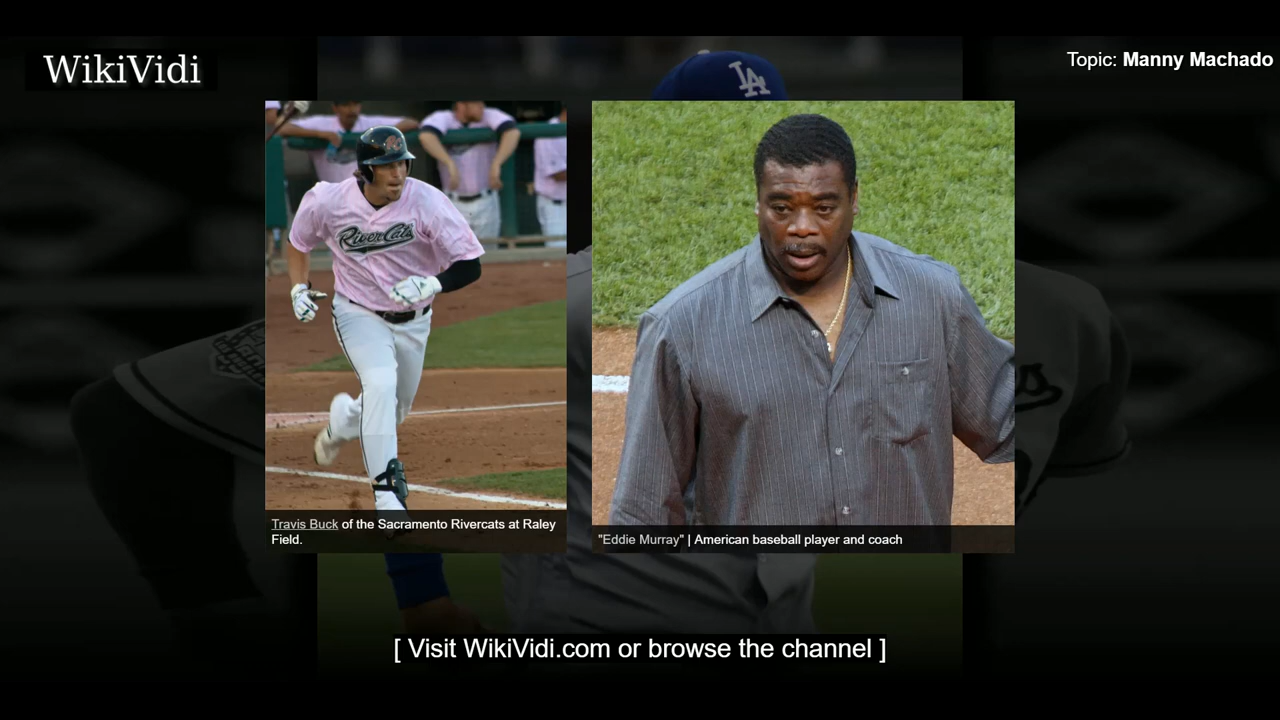 WikiVidi
Topic: Manny Machado
LA
RiverCats
Travis Buck of the Sacramento Rivercats at Raley
Field.
"Eddie Murray" | American baseball player and coach
[ Visit WikiVidi.com or browse the channel ]